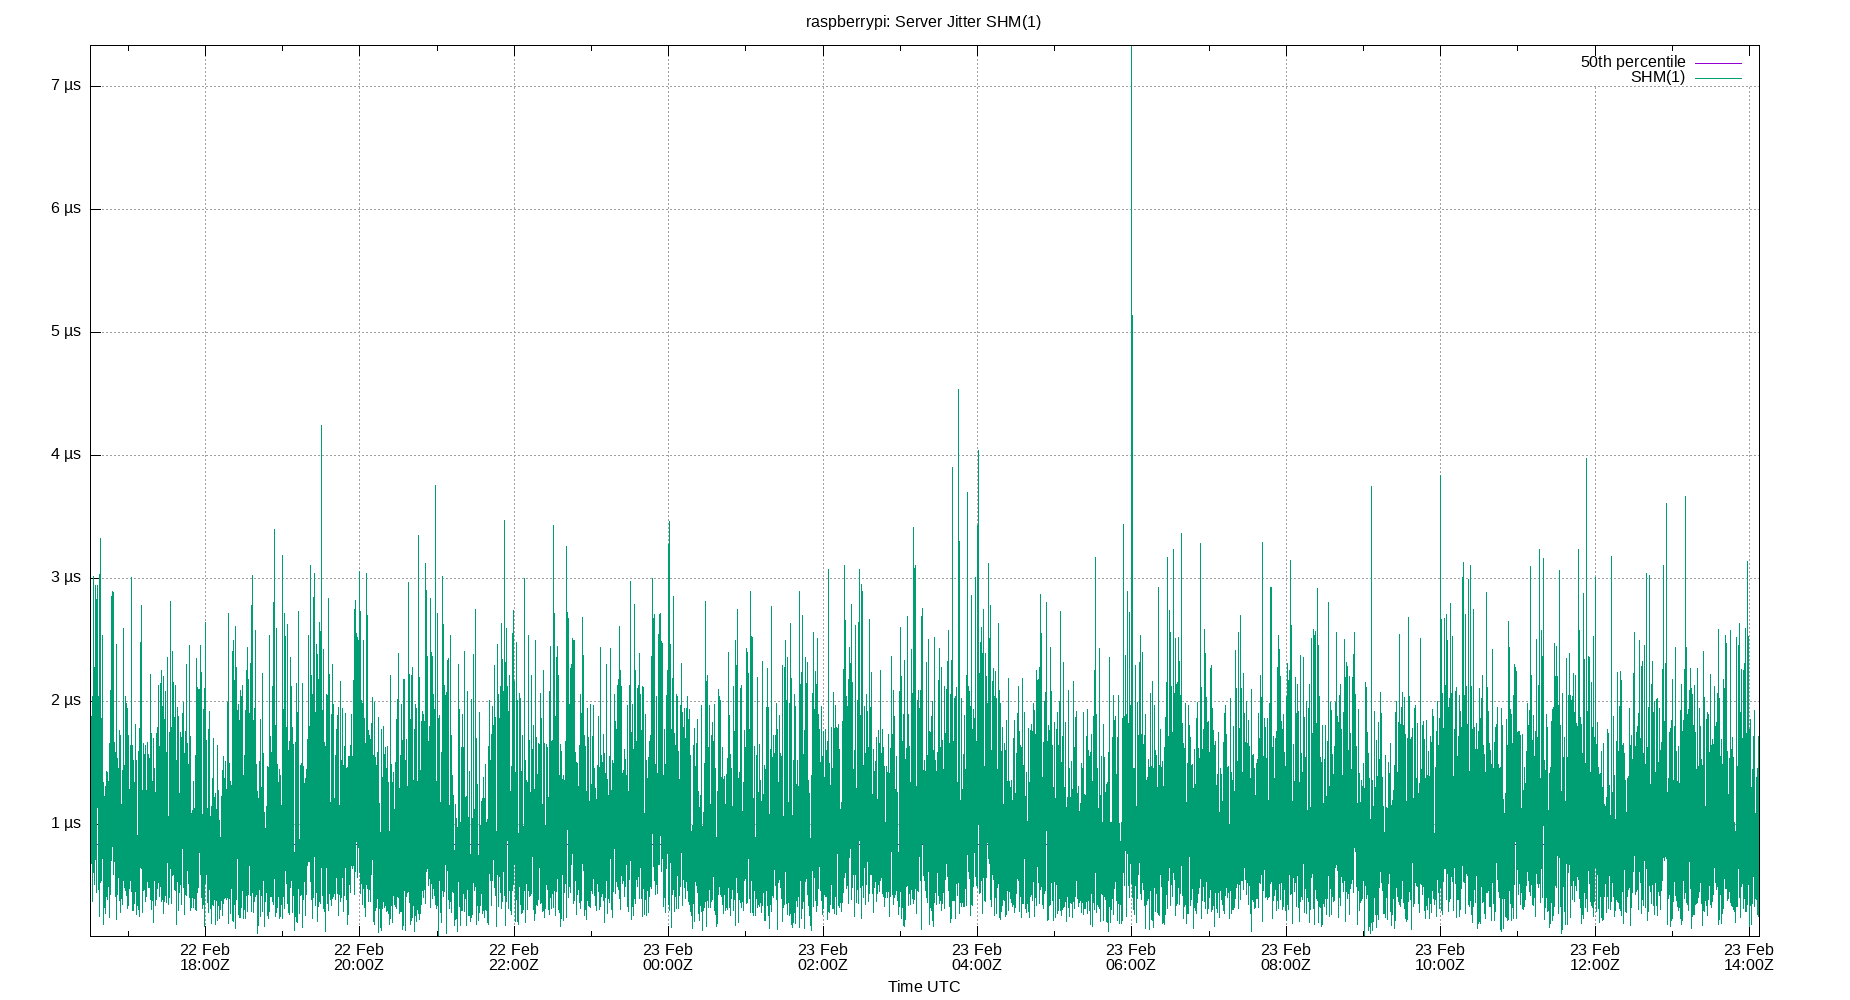 raspberrypi: Server Jitter SHM(1)
50th percentile
SHM(1)
7 µs
6 µs
5 µs
4 µs
3 µs
2 µs
1 µs
22 Feb 22 Feb 22 Feb 23 Feb 23 Feb 23 Feb 23 Feb 23 Feb 23 Feb 23 Feb 23 Feb
18:00Z 20:00Z 22:00Z 00:00Z 02:00Z 04:00Z 06:00Z 08:00Z 10:00Z 12:00Z 14:00Z
Time UTC